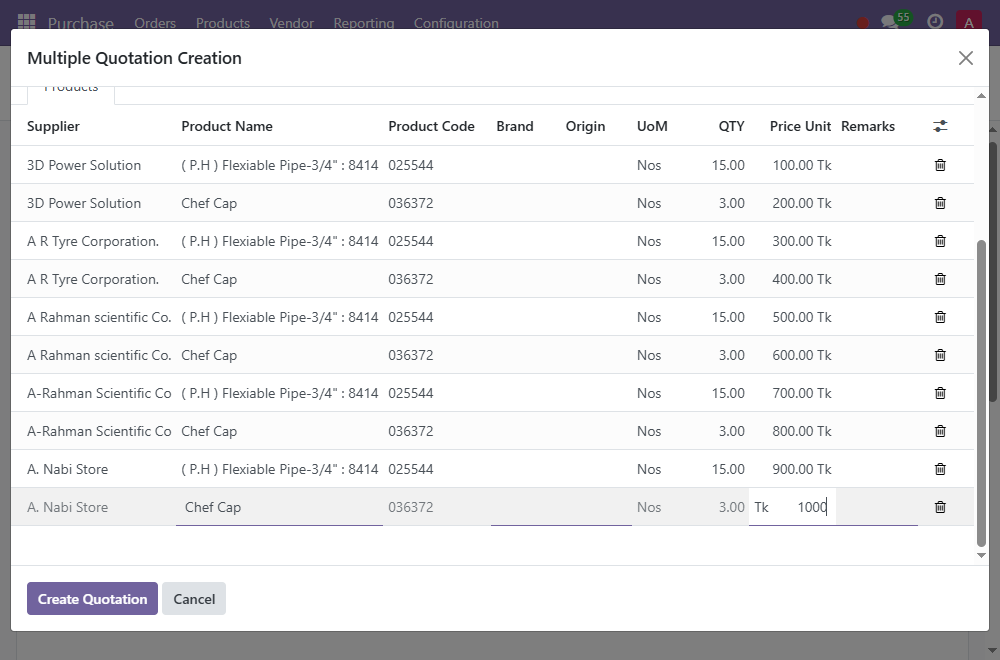 Purchase Orders Products Vendor Reporting Configuration 55 A
Multiple Quotation Creation
Products
Supplier Product Name Product Code Brand Origin UoM QTY Price Unit Remarks
3D Power Solution ( P.H ) Flexiable Pipe-3/4" : 8414 025544 Nos 15.00 100.00 Tk
3D Power Solution Chef Cap 036372 Nos 3.00 200.00 Tk
A R Tyre Corporation. ( P.H ) Flexiable Pipe-3/4" : 8414 025544 Nos 15.00 300.00 Tk
A R Tyre Corporation. Chef Cap 036372 Nos 3.00 400.00 Tk
A Rahman scientific Co. ( P.H ) Flexiable Pipe-3/4" : 8414 025544 Nos 15.00 500.00 Tk
A Rahman scientific Co. Chef Cap 036372 Nos 3.00 600.00 Tk
A-Rahman Scientific Co ( P.H ) Flexiable Pipe-3/4" : 8414 025544 Nos 15.00 700.00 Tk
A-Rahman Scientific Co Chef Cap 036372 Nos 3.00 800.00 Tk
A. Nabi Store ( P.H ) Flexiable Pipe-3/4" : 8414 025544 Nos 15.00 900.00 Tk
A. Nabi Store Chef Cap 036372 Nos 3.00 Tk 1000
Create Quotation Cancel